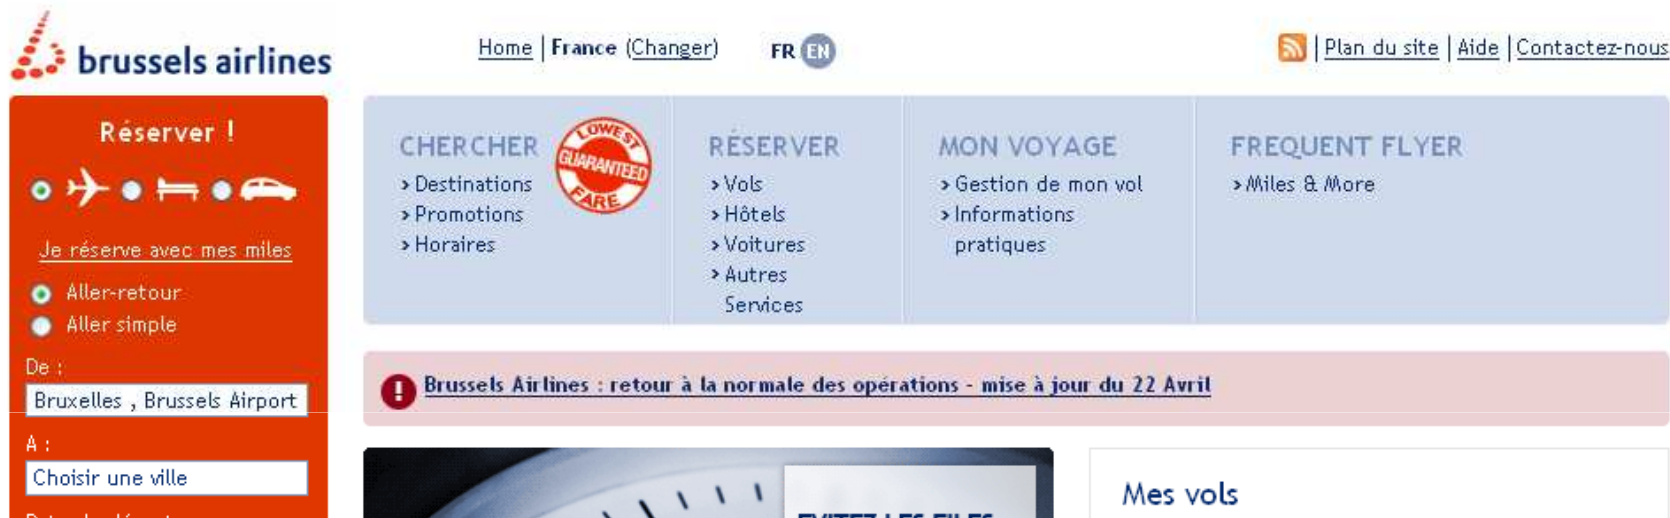 brussels airlines
Home | France (Changer) FR EN
Plan du site | Aide | Contactez-nous
Réserver !
Je réserve avec mes miles
Aller-retour
Aller simple
De :
Bruxelles , Brussels Airport
A :
Choisir une ville
CHERCHER
› Destinations
› Promotions
› Horaires
LOWEST
GUARANTEED
FARE
RÉSERVER
› Vols
› Hôtels
› Voitures
› Autres
Services
MON VOYAGE
› Gestion de mon vol
› Informations
pratiques
FREQUENT FLYER
› Miles & More
! Brussels Airlines : retour à la normale des opérations - mise à jour du 22 Avril
EVITEZ LES FILES
Mes vols